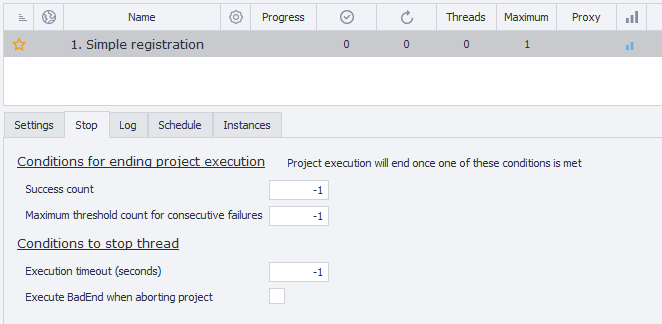 Name Progress Threads Maximum Proxy
1. Simple registration 0 0 0 1
Settings Stop Log Schedule Instances
Conditions for ending project execution Project execution will end once one of these conditions is met
Success count -1
Maximum threshold count for consecutive failures -1
Conditions to stop thread
Execution timeout (seconds) -1
Execute BadEnd when aborting project